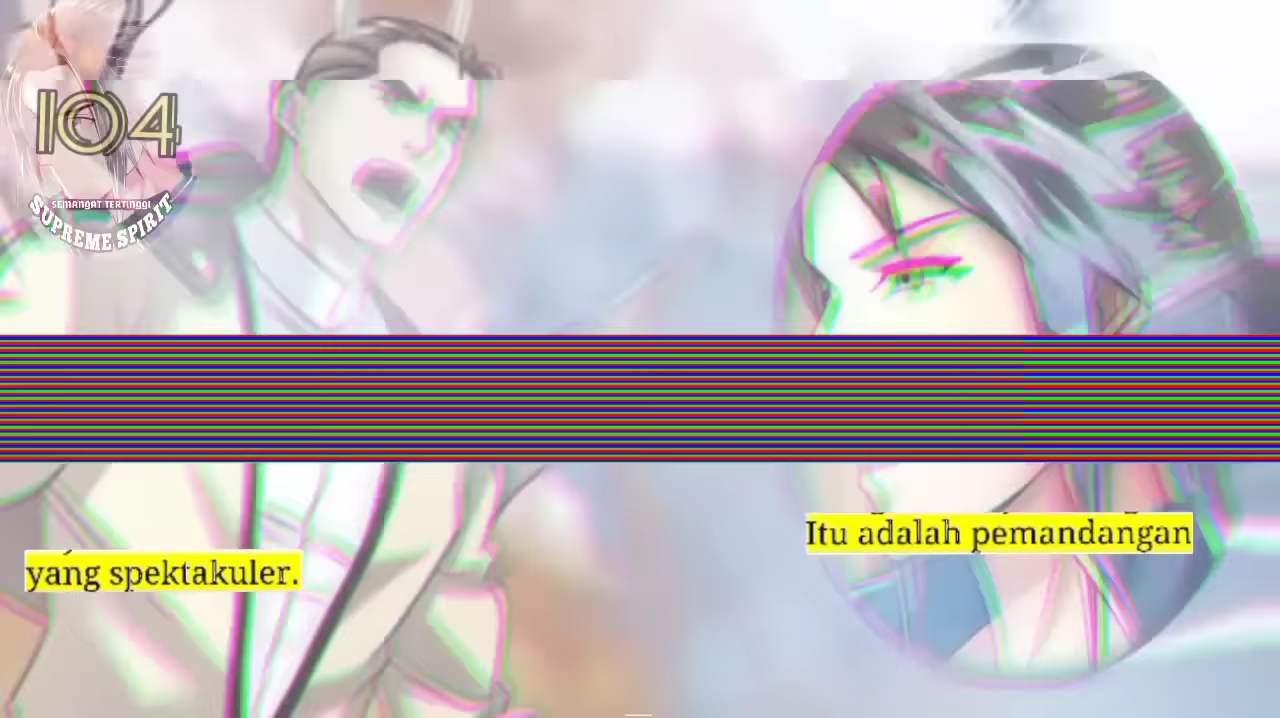 104
SEMANGAT TERTINGGI
SUPREME SPIRIT
Itu adalah pemandangan
yang spektakuler.